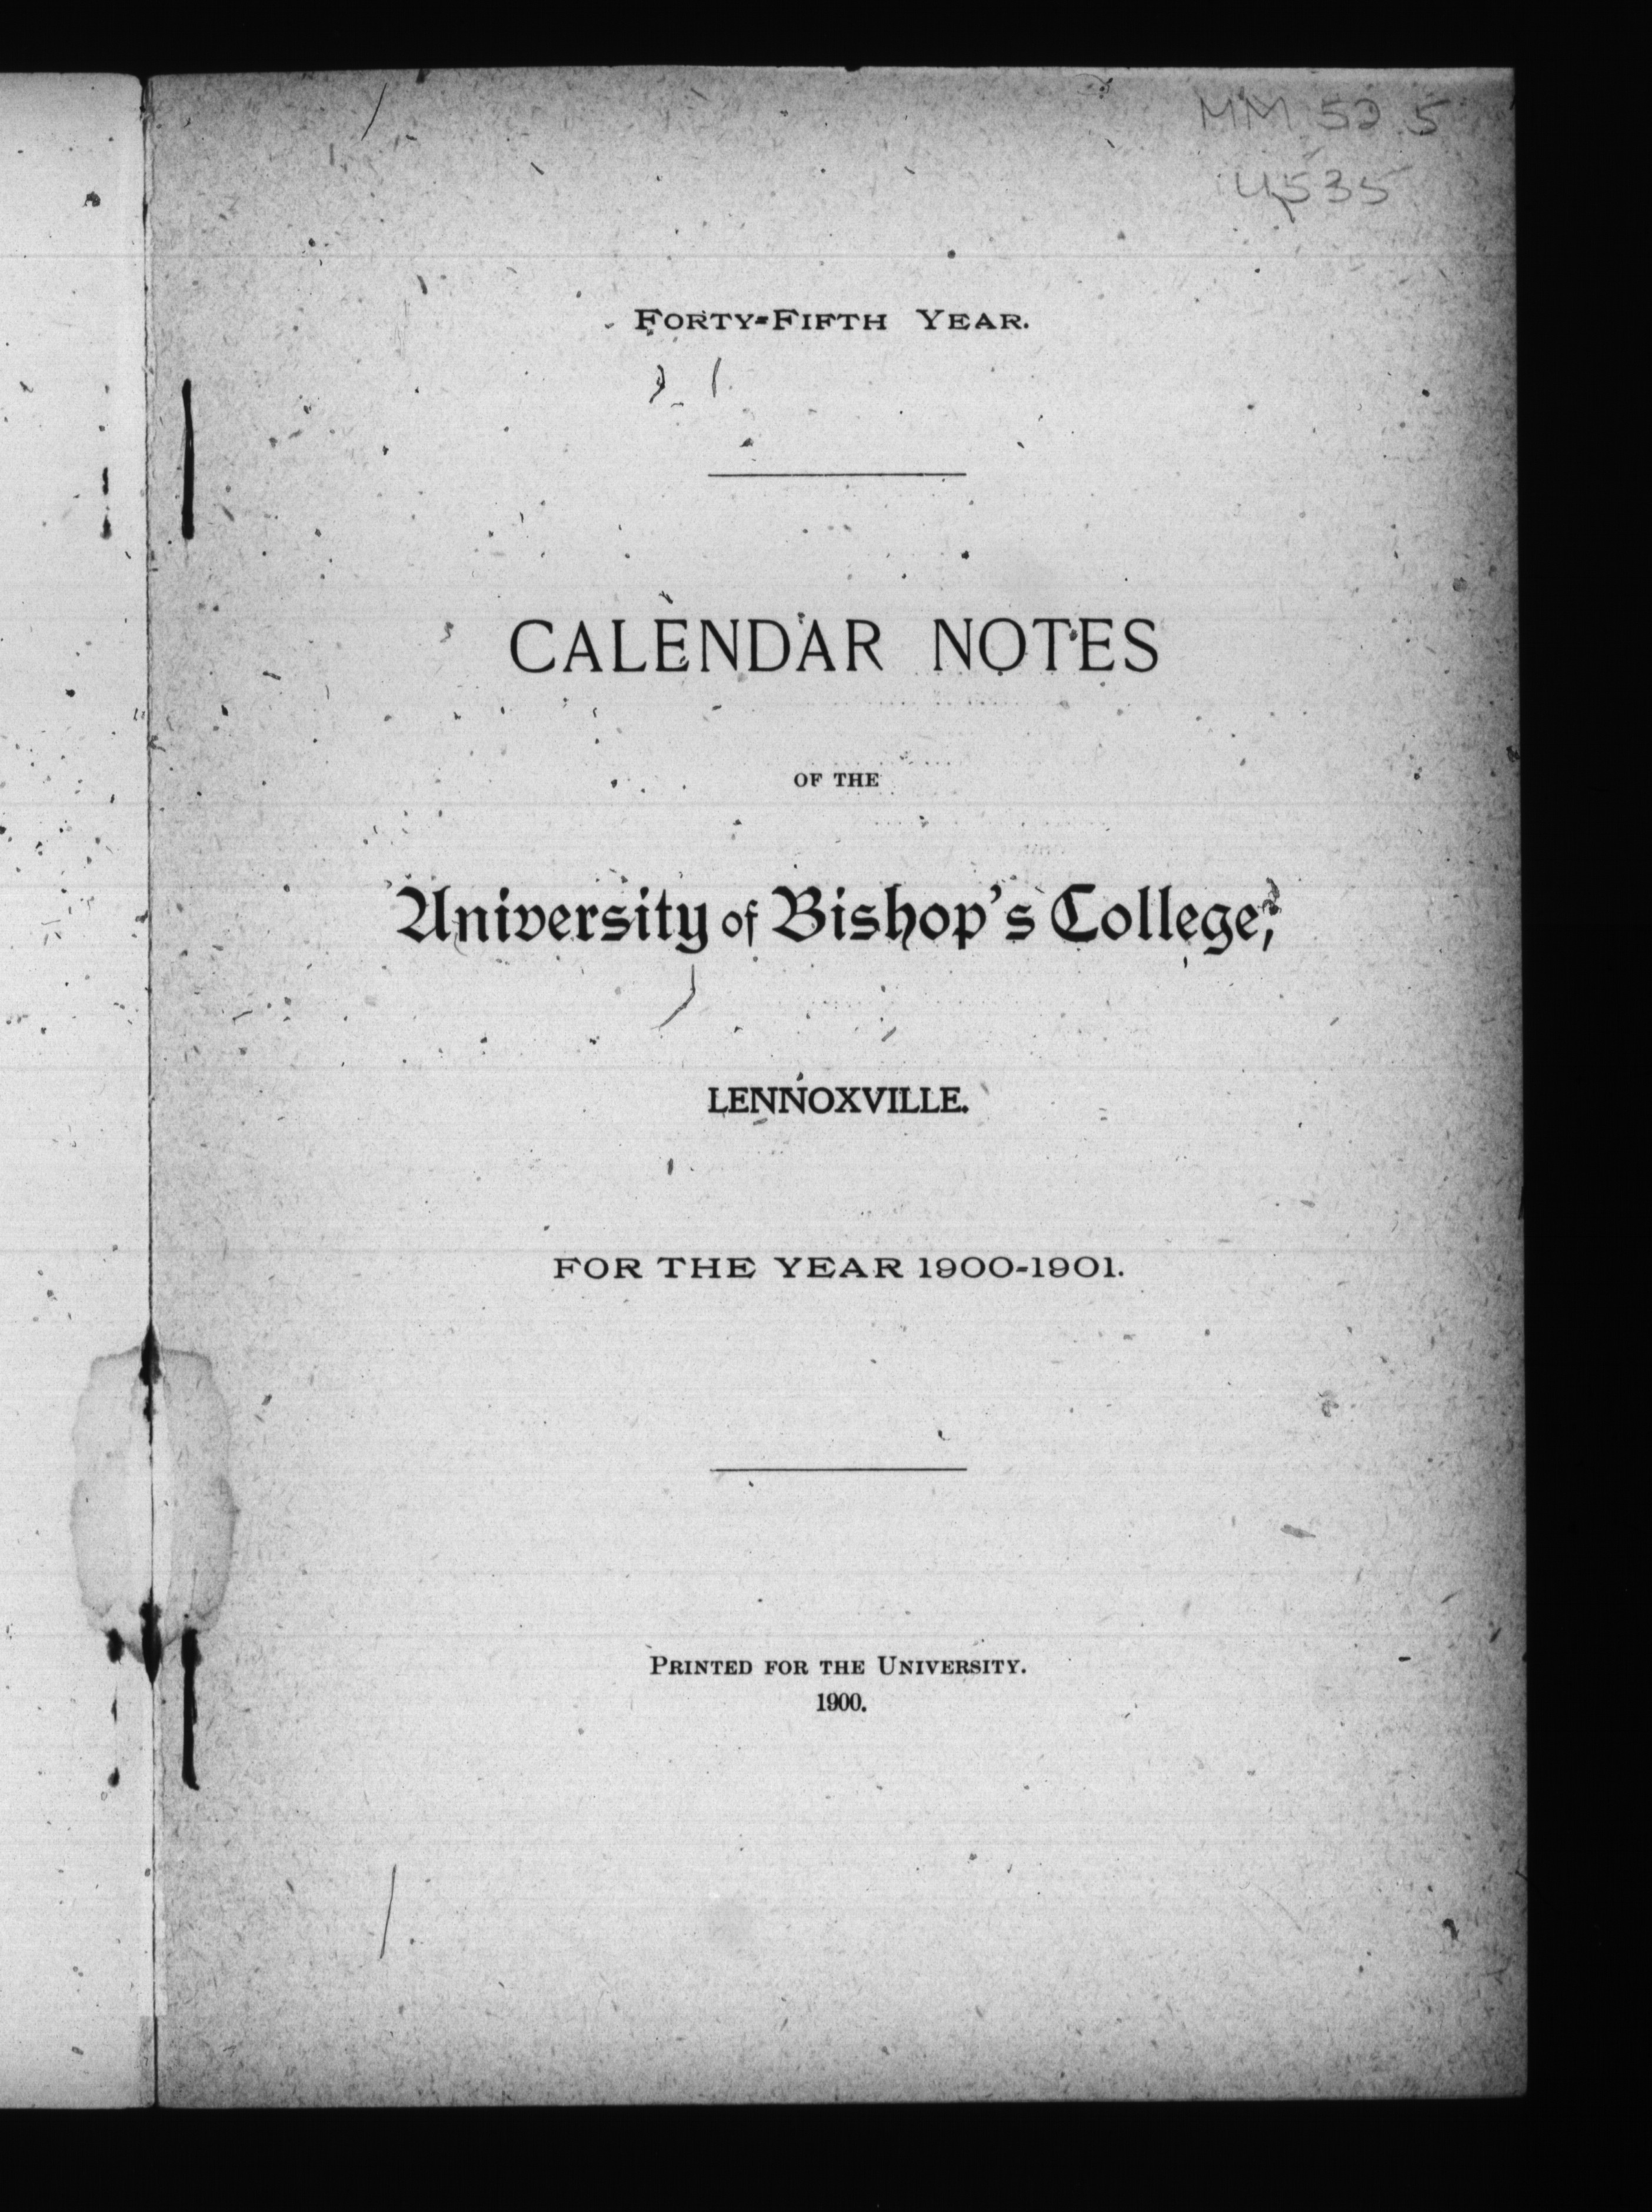 MM 52 5
4535
FORTY-FIFTH YEAR.
CALENDAR NOTES
OF THE
University of Bishop's College,
LENNOXVILLE.
FOR THE YEAR 1900-1901.
PRINTED FOR THE UNIVERSITY.
1900.